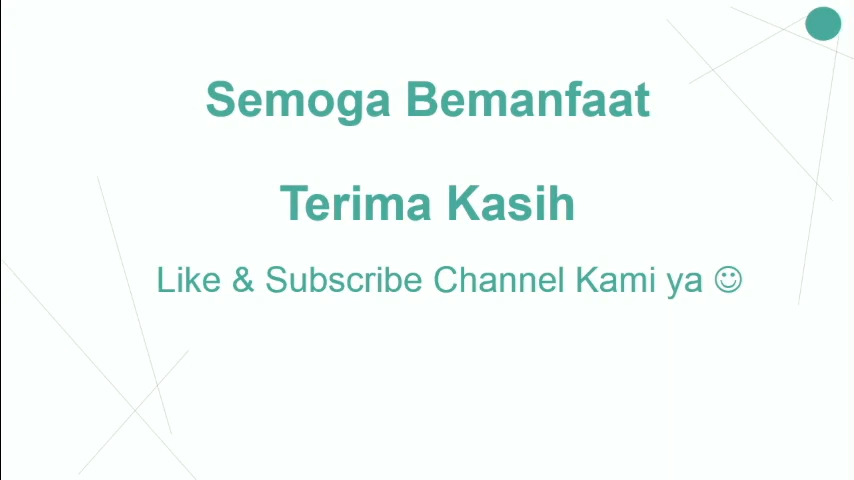 Semoga Bemanfaat
Terima Kasih
Like & Subscribe Channel Kami ya ☺